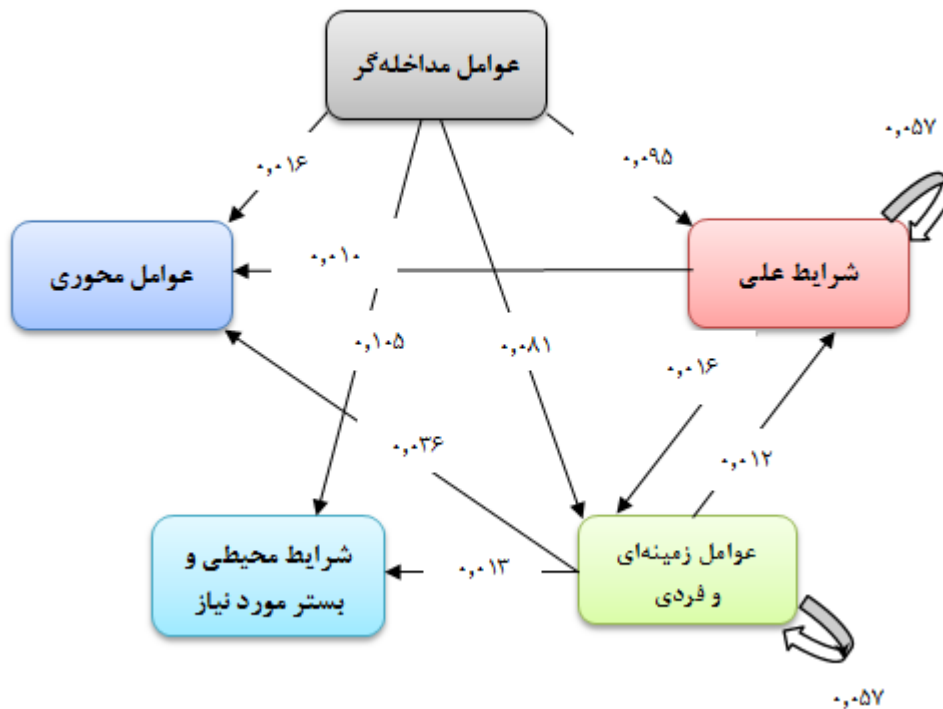 عوامل مداخله‌گر
۰,۰۵۷
۰,۰۱۶
۰,۰۹۵
عوامل محوری
۰,۰۱۰
شرایط علی
۰,۱۰۵
۰,۰۸۱
۰,۰۱۶
۰,۰۳۶
۰,۰۱۲
شرایط محیطی و
بستر مورد نیاز
۰,۰۱۳
عوامل زمینه‌ای
و فردی
۰,۰۵۷